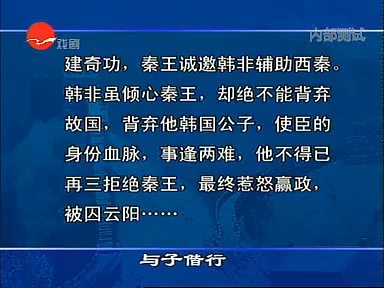 戏剧
内部测试
建奇功，秦王诚邀韩非辅助西秦。
韩非虽倾心秦王，却绝不能背弃
故国，背弃他韩国公子，使臣的
身份血脉，事逢两难，他不得已
再三拒绝秦王，最终惹怒嬴政，
被囚云阳……
与子偕行